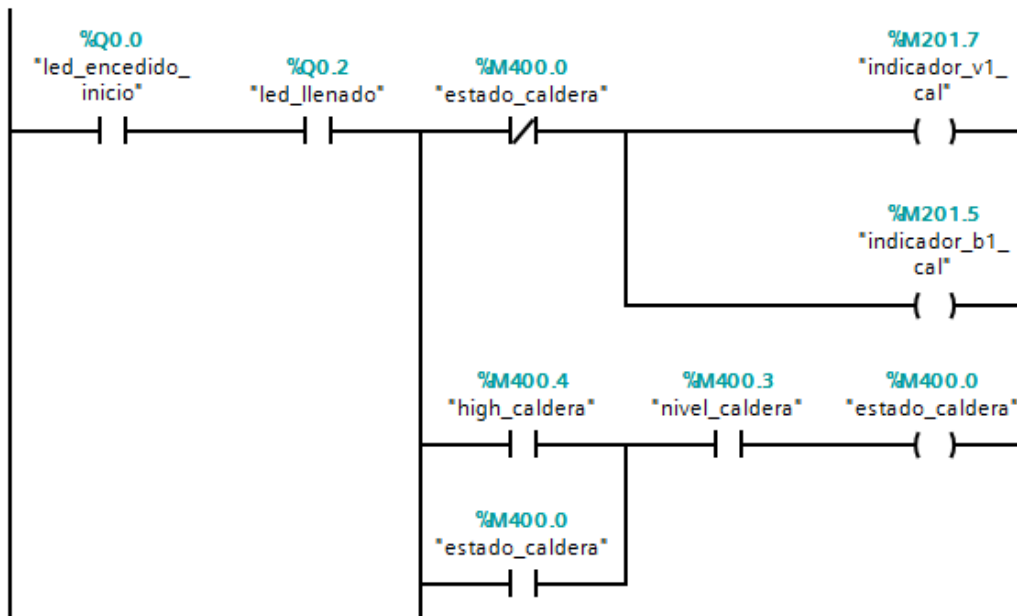 %Q0.0
"led_encedido_
inicio"
%Q0.2
"led_llenado"
%M400.0
"estado_caldera"
%M201.7
"indicador_v1_
cal"
%M201.5
"indicador_b1_
cal"
%M400.4
"high_caldera"
%M400.3
"nivel_caldera"
%M400.0
"estado_caldera"
%M400.0
"estado_caldera"